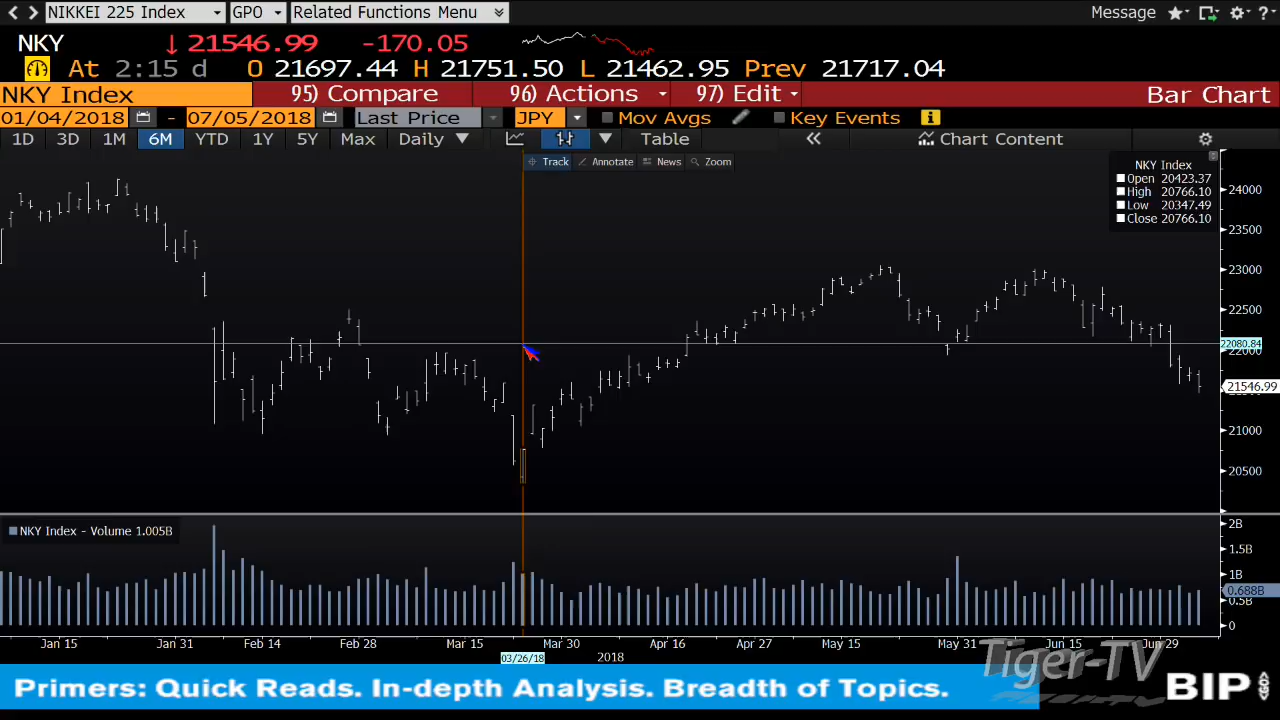 NIKKEI 225 Index GPO Related Functions Menu Message
NKY 21546.99 -170.05
At 2:15 d O 21697.44 H 21751.50 L 21462.95 Prev 21717.04
NKY Index 95) Compare 96) Actions 97) Edit Bar Chart
01/04/2018 - 07/05/2018 Last Price JPY Mov Avgs Key Events
1D 3D 1M 6M YTD 1Y 5Y Max Daily Table Chart Content
Track Annotate News Zoom
NKY Index
Open 20423.37
High 20766.10
Low 20347.49
Close 20766.10
24000
23500
23000
22500
22080.84
22000
21546.99
21000
20500
NKY Index - Volume 1.005B
2B
1.5B
1B
0.688B
0.5B
0
Jan 15 Jan 31 Feb 14 Feb 28 Mar 15 Mar 30 Apr 16 Apr 27 May 15 May 31 Jun 15 Jun 29
03/26/18 2018
Tiger-TV
Primers: Quick Reads. In-depth Analysis. Breadth of Topics.
BIP GO